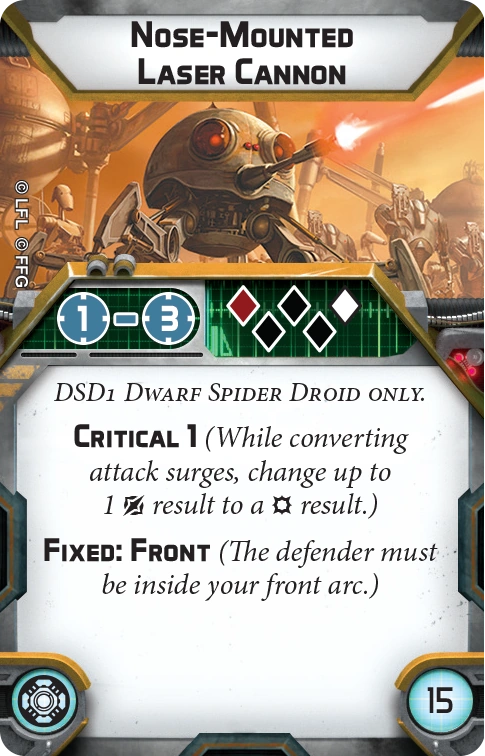 Nose-Mounted
Laser Cannon
© LFL © FFG
1-3
DSD1 Dwarf Spider Droid only.
Critical 1 (While converting
attack surges, change up to
1 result to a result.)
Fixed: Front (The defender must
be inside your front arc.)
15